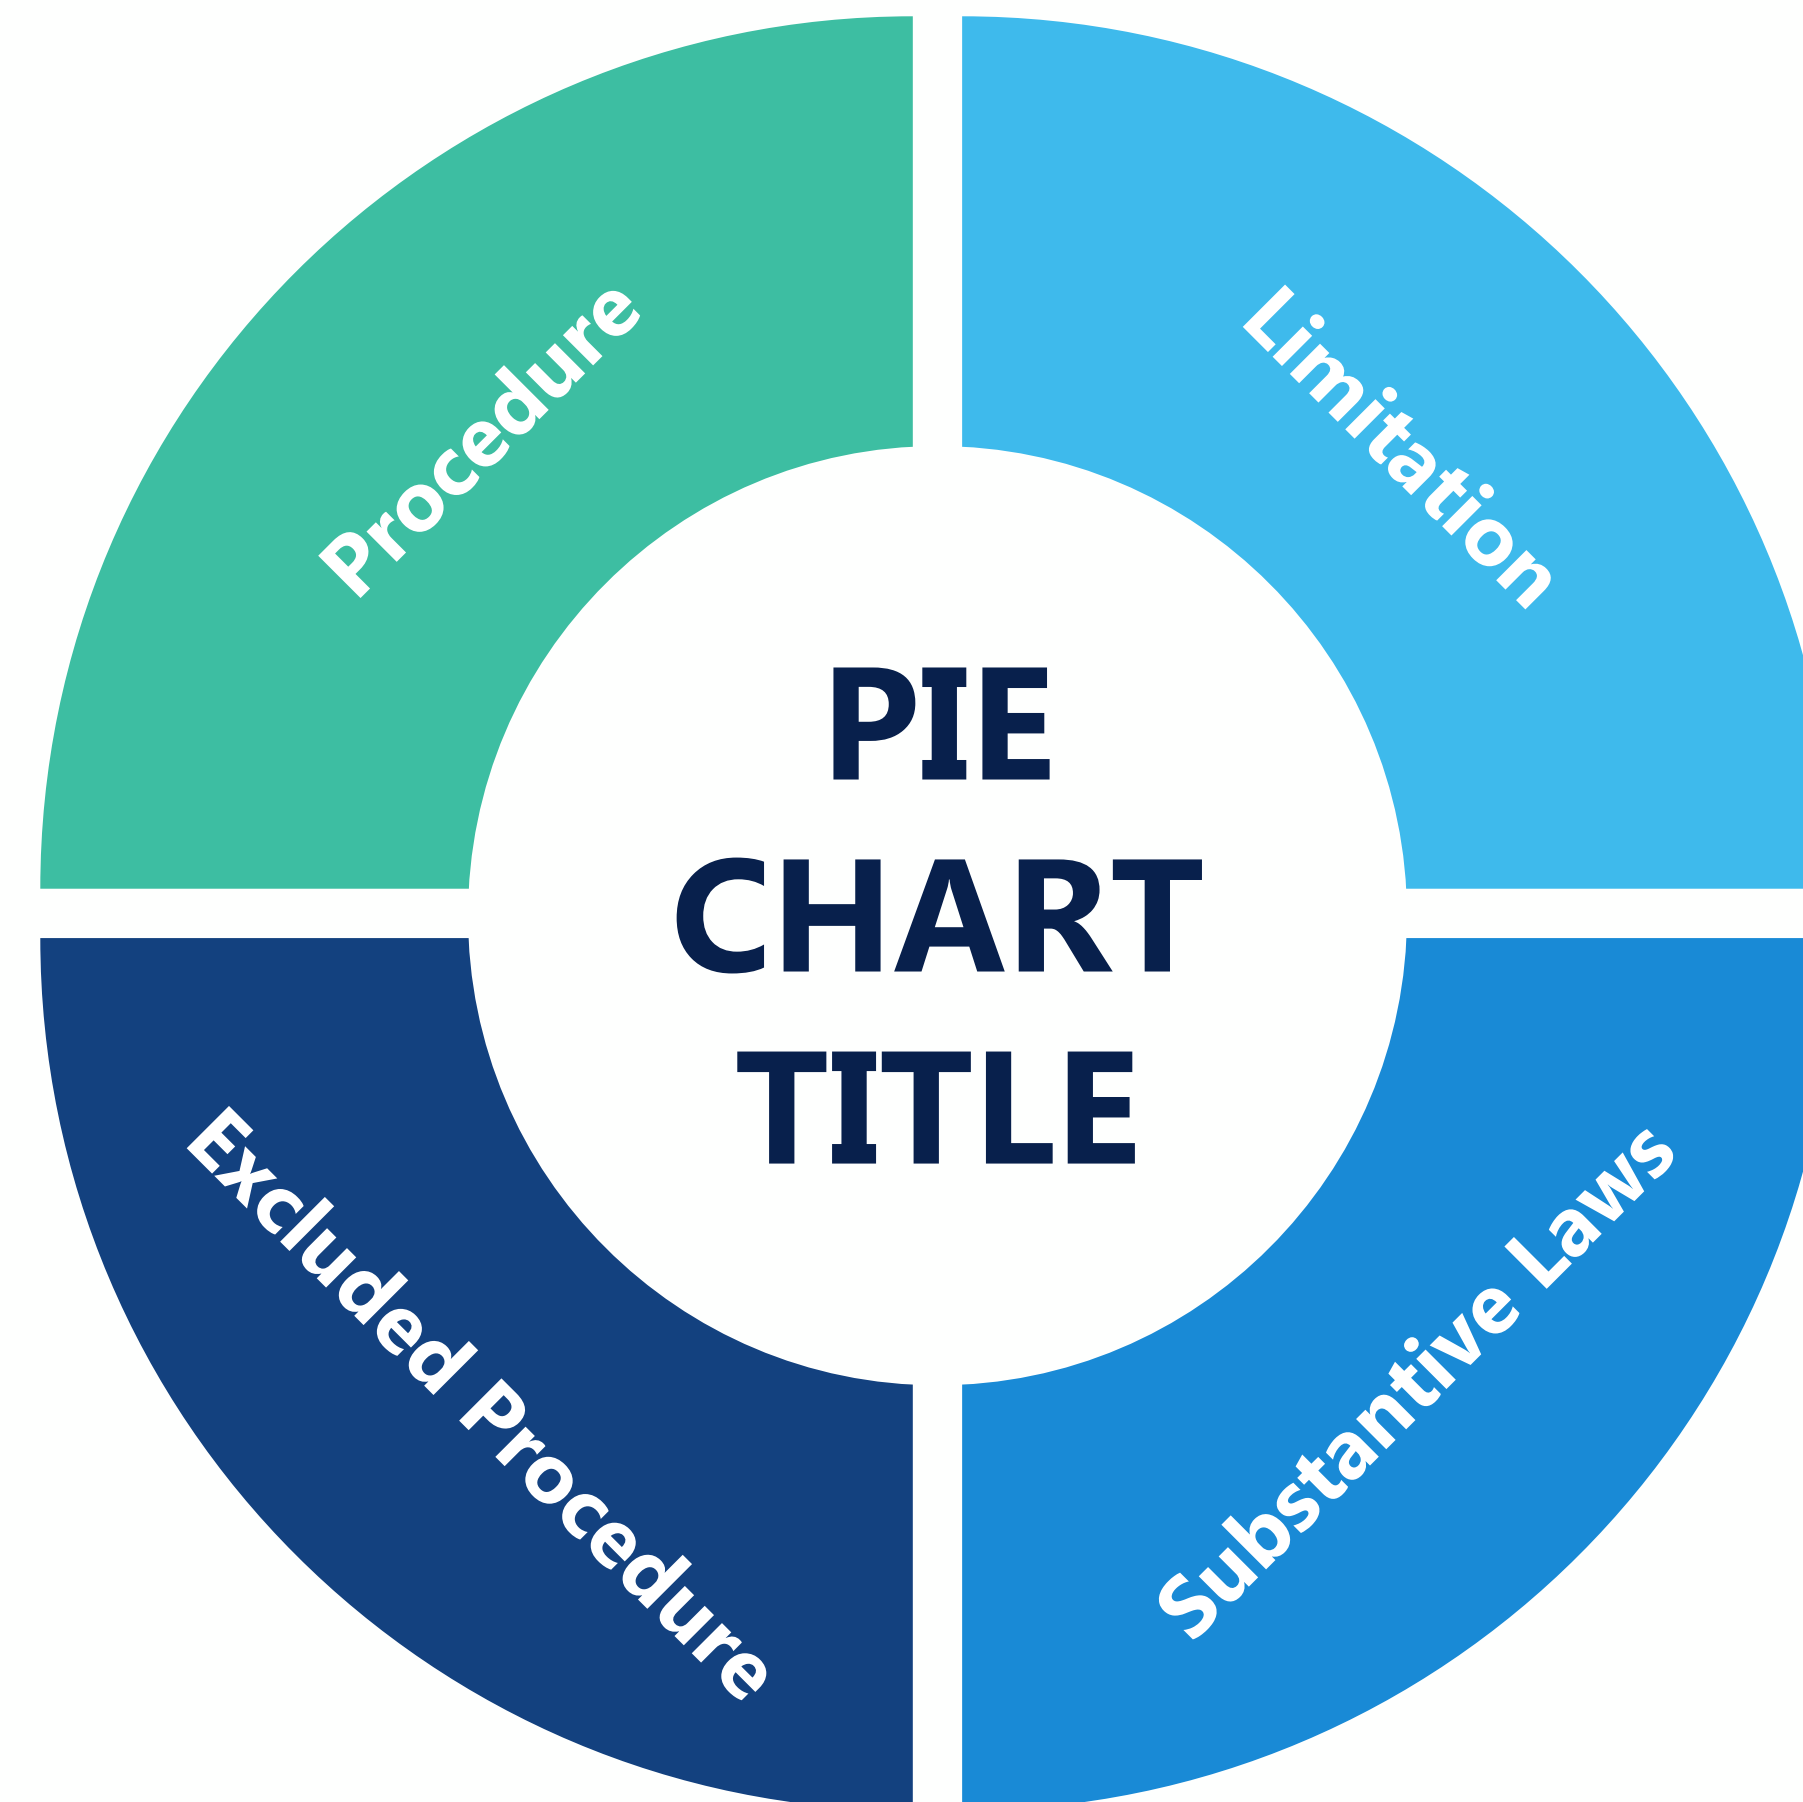 Procedure
Limitation
PIE
CHART
TITLE
Excluded Procedure
Substantive Laws